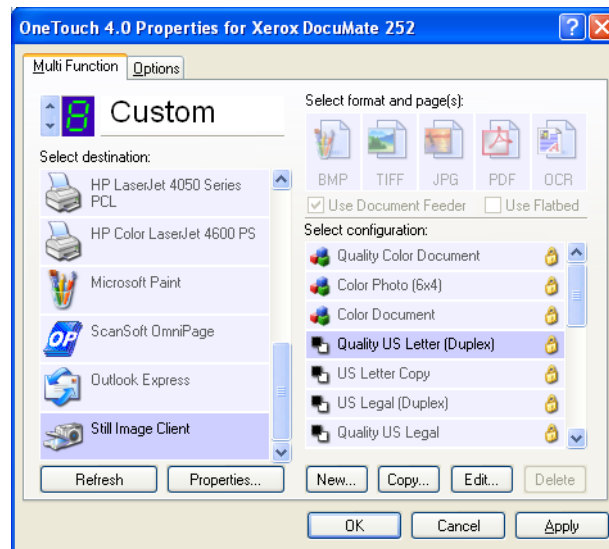 OneTouch 4.0 Properties for Xerox DocuMate 252
Multi Function
Options
9
Custom
Select destination:
HP LaserJet 4050 Series
PCL
HP Color LaserJet 4600 PS
Microsoft Paint
OP
ScanSoft OmniPage
Outlook Express
Still Image Client
Refresh
Properties...
Select format and page(s):
BMP
TIFF
JPG
PDF
OCR
Use Document Feeder
Use Flatbed
Select configuration:
Quality Color Document
Color Photo (6x4)
Color Document
Quality US Letter (Duplex)
US Letter Copy
US Legal (Duplex)
Quality US Legal
New...
Copy...
Edit...
Delete
OK
Cancel
Apply